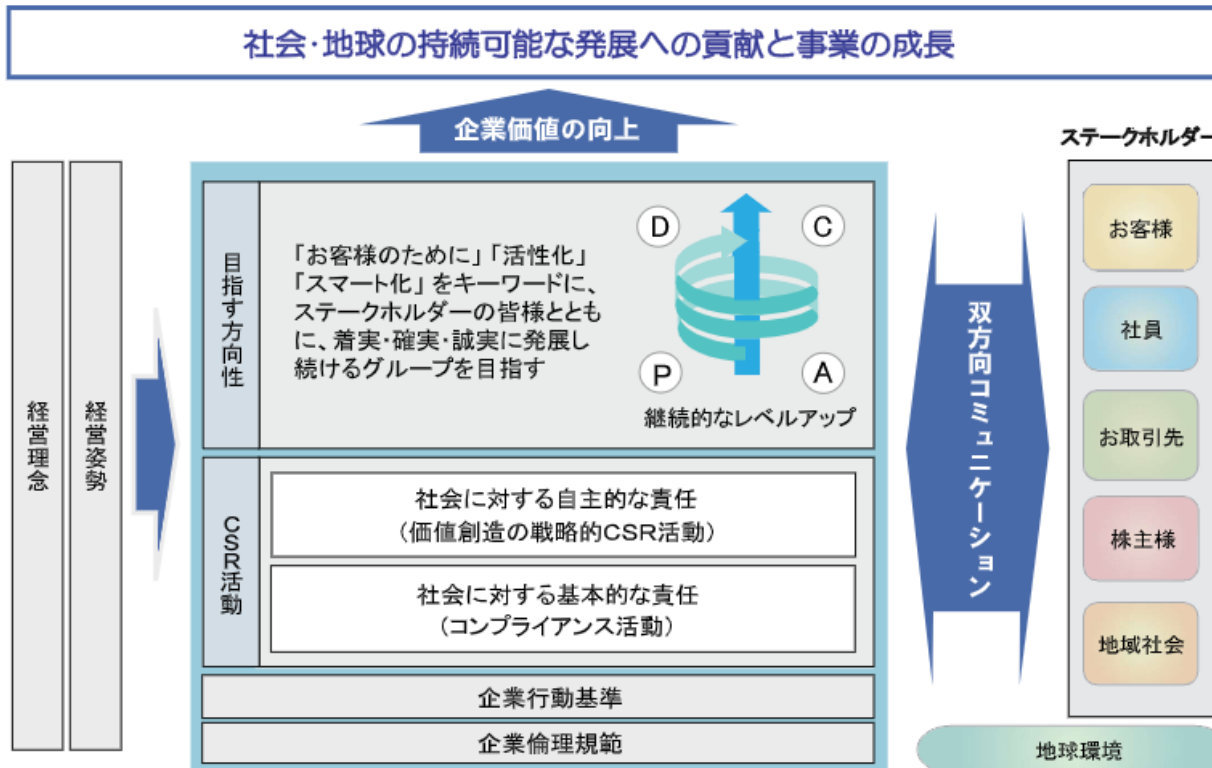 社会・地球の持続可能な発展への貢献と事業の成長
企業価値の向上
ステークホルダー
経営理念
経営姿勢
目指す方向性
「お客様のために」「活性化」
「スマート化」をキーワードに、
ステークホルダーの皆様ととも
に、着実・確実・誠実に発展し
続けるグループを目指す
D
C
P
A
継続的なレベルアップ
CSR活動
社会に対する自主的な責任
(価値創造の戦略的CSR活動)
社会に対する基本的な責任
(コンプライアンス活動)
企業行動基準
企業倫理規範
双方向コミュニケーション
お客様
社員
お取引先
株主様
地域社会
地球環境